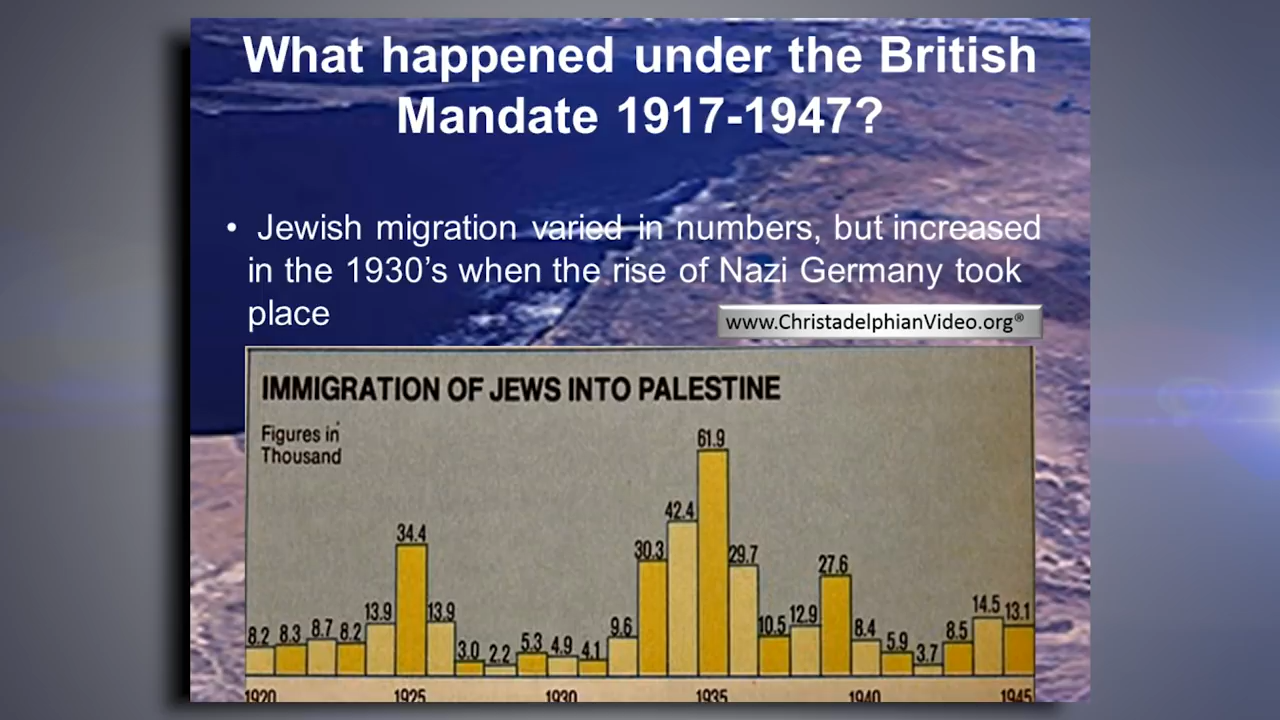 What happened under the British
Mandate 1917-1947?
• Jewish migration varied in numbers, but increased
in the 1930's when the rise of Nazi Germany took
place
www.ChristadelphianVideo.org®
IMMIGRATION OF JEWS INTO PALESTINE
Figures in
Thousand
8.2 8.3 8.7 8.2 13.9 34.4 13.9 3.0 2.2 5.3 4.9 4.1 9.6 30.3 42.4 61.9 29.7 10.5 12.9 27.6 8.4 5.9 3.7 8.5 14.5 13.1
1920 1925 1930 1935 1940 1945